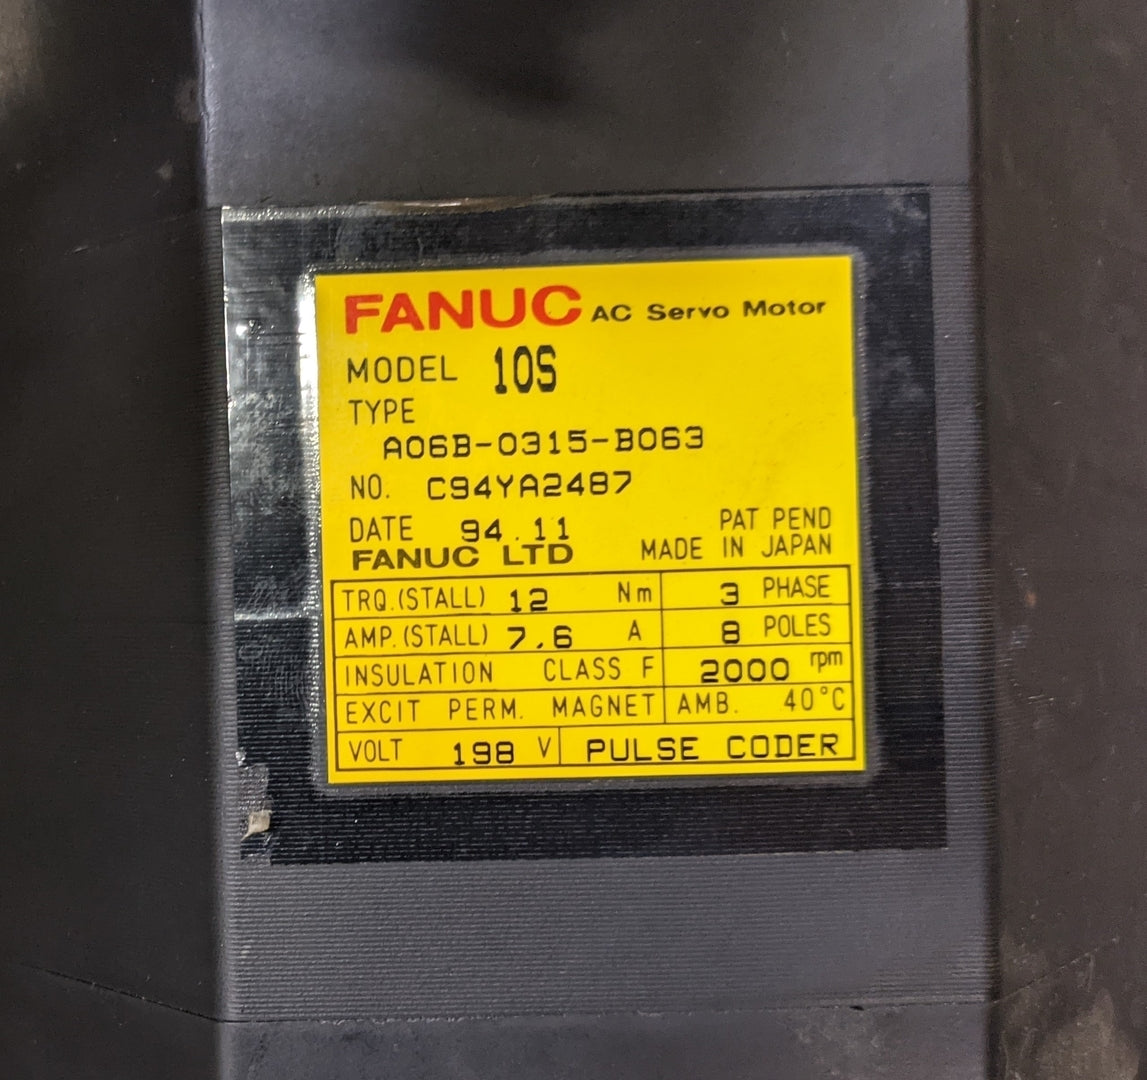 FANUC AC Servo Motor
MODEL 10S
TYPE
A06B-0315-B063
NO. C94YA2487
DATE 94.11 PAT PEND
FANUC LTD MADE IN JAPAN
TRQ.(STALL) 12 Nm 3 PHASE
AMP.(STALL) 7.6 A 8 POLES
INSULATION CLASS F 2000 rpm
EXCIT PERM. MAGNET AMB. 40°C
VOLT 198 V PULSE CODER